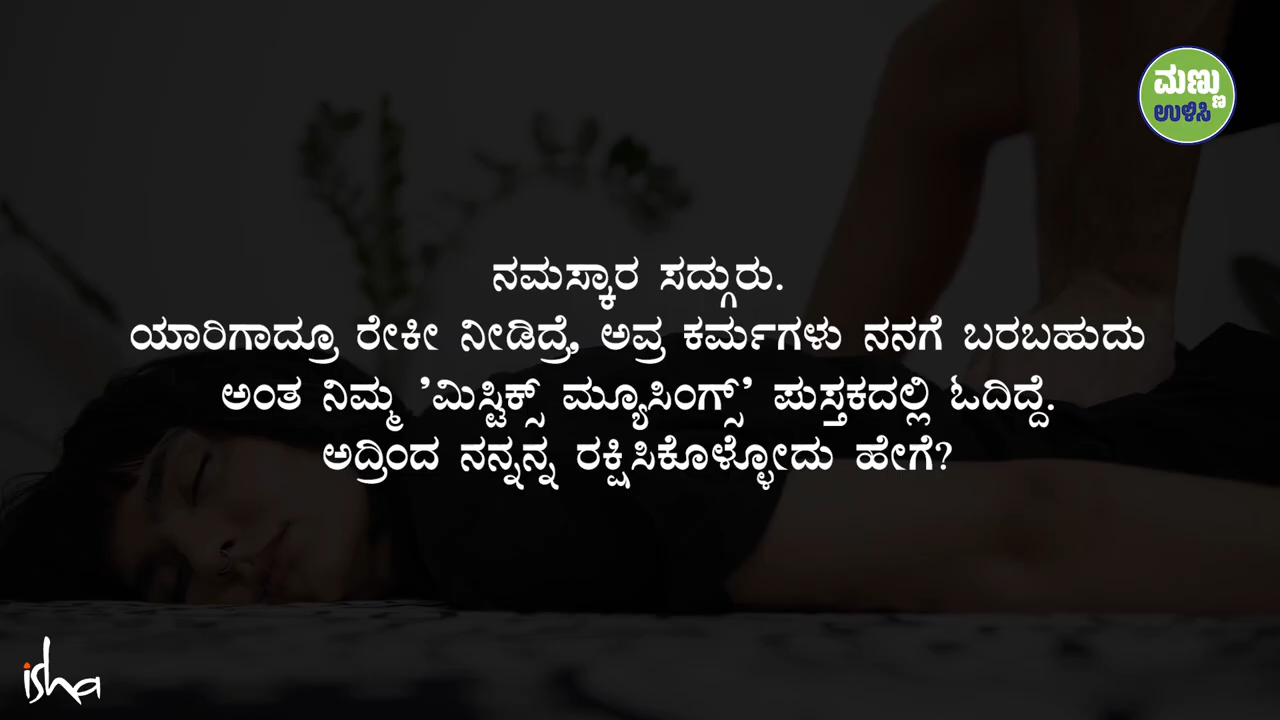 ಮಣ್ಣು
ಉಳಿಸಿ
ನಮಸ್ಕಾರ ಸದ್ಗುರು.
ಯಾರಿಗಾದ್ರೂ ರೇಕೀ ನೀಡಿದ್ರೆ, ಅವ್ರ ಕರ್ಮಗಳು ನನಗೆ ಬರಬಹುದು
ಅಂತ ನಿಮ್ಮ 'ಮಿಸ್ಟಿಕ್ಸ್ ಮ್ಯೂಸಿಂಗ್ಸ್' ಪುಸ್ತಕದಲ್ಲಿ ಓದಿದ್ದೆ.
ಅದ್ರಿಂದ ನನ್ನನ್ನ ರಕ್ಷಿಸಿಕೊಳ್ಳೋದು ಹೇಗೆ?
isha